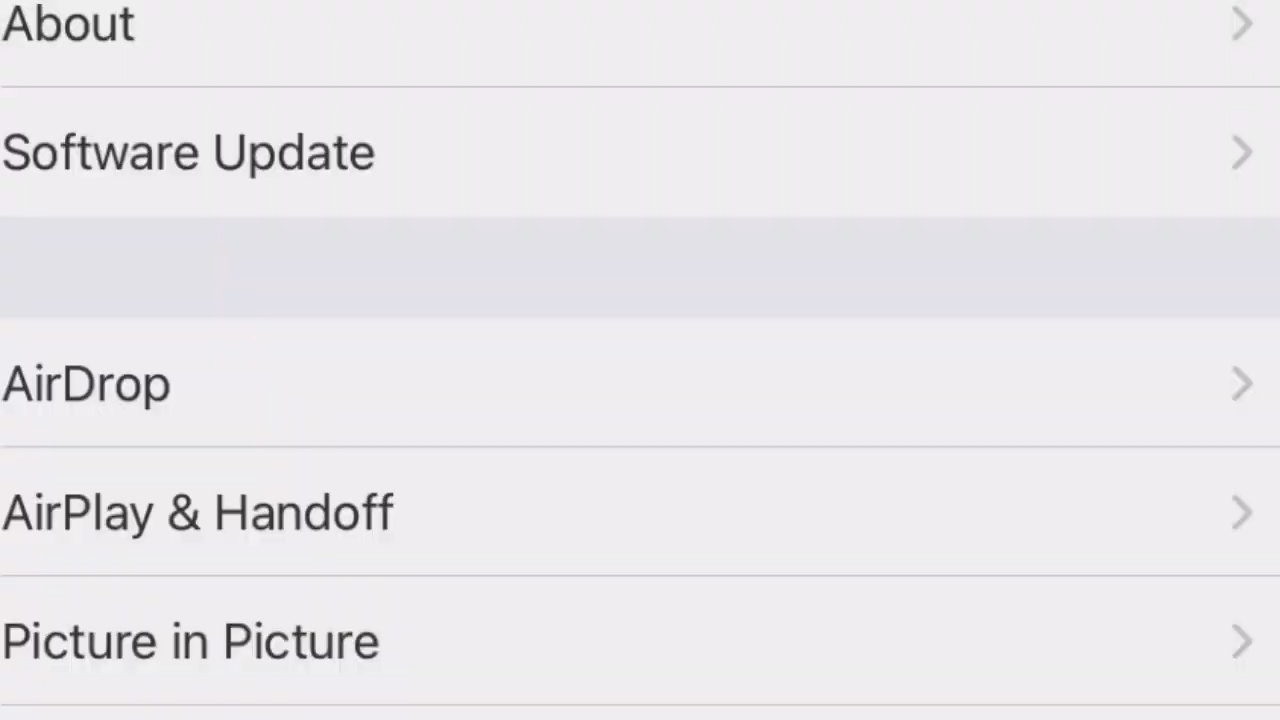 About
Software Update
AirDrop
AirPlay & Handoff
Picture in Picture